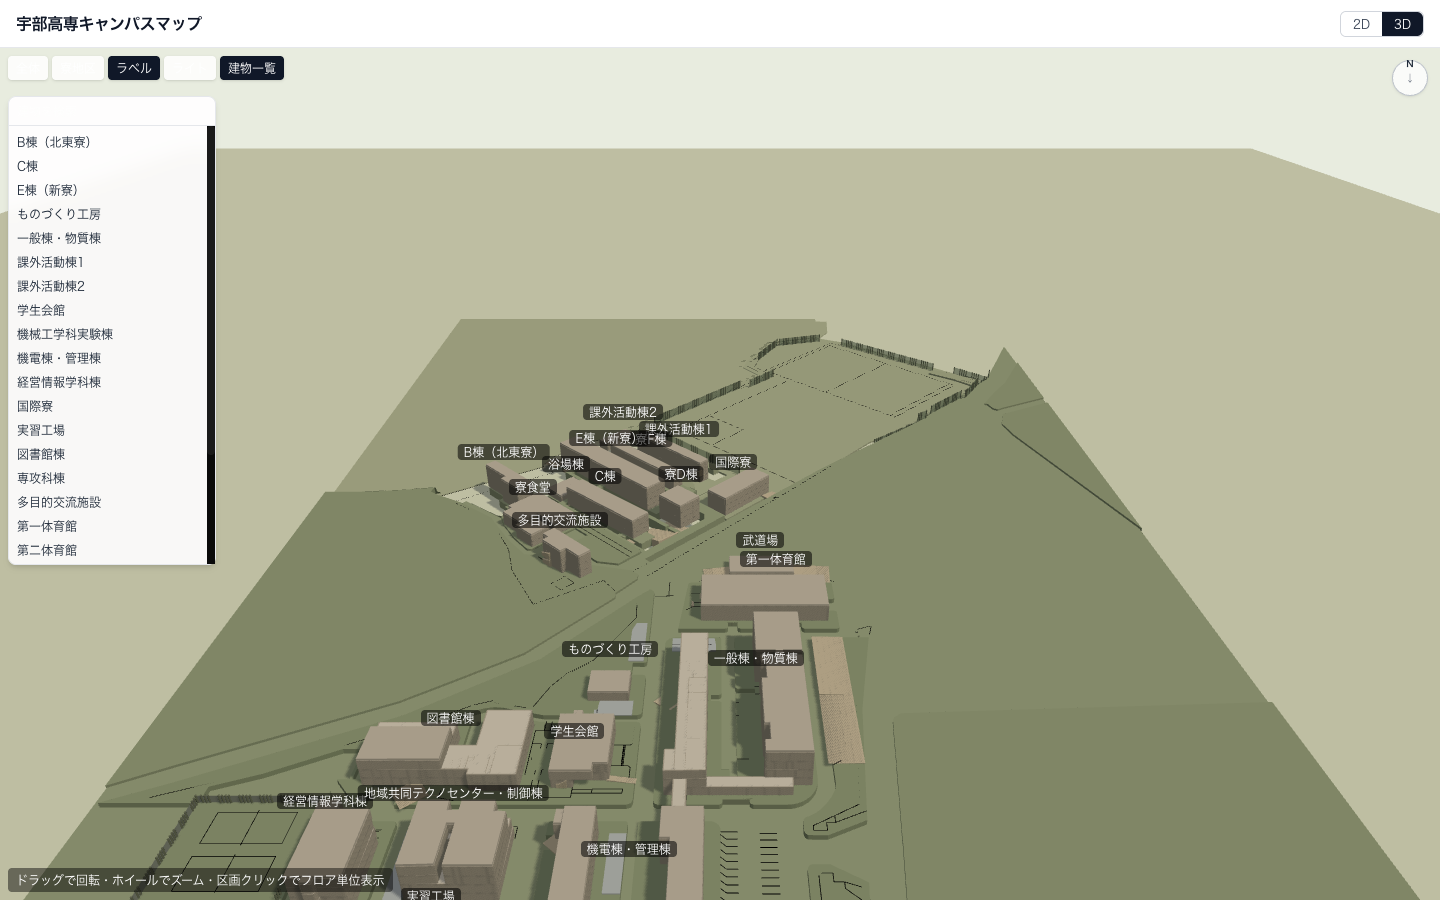 宇部高専キャンパスマップ
2D
3D
ラベル
建物一覧
N
↓
B棟（北東寮）
C棟
E棟（新寮）
ものづくり工房
一般棟・物質棟
課外活動棟1
課外活動棟2
学生会館
機械工学科実験棟
機電棟・管理棟
経営情報学科棟
国際寮
実習工場
図書館棟
専攻科棟
多目的交流施設
第一体育館
第二体育館
課外活動棟2
課外活動棟1
E棟（新寮）
寮F棟
B棟（北東寮）
浴場棟
国際寮
C棟
寮D棟
寮食堂
多目的交流施設
武道場
第一体育館
ものづくり工房
一般棟・物質棟
図書館棟
学生会館
地域共同テクノセンター・制御棟
経営情報学科棟
機電棟・管理棟
ドラッグで回転・ホイールでズーム・区画クリックでフロア単位表示
実習工場